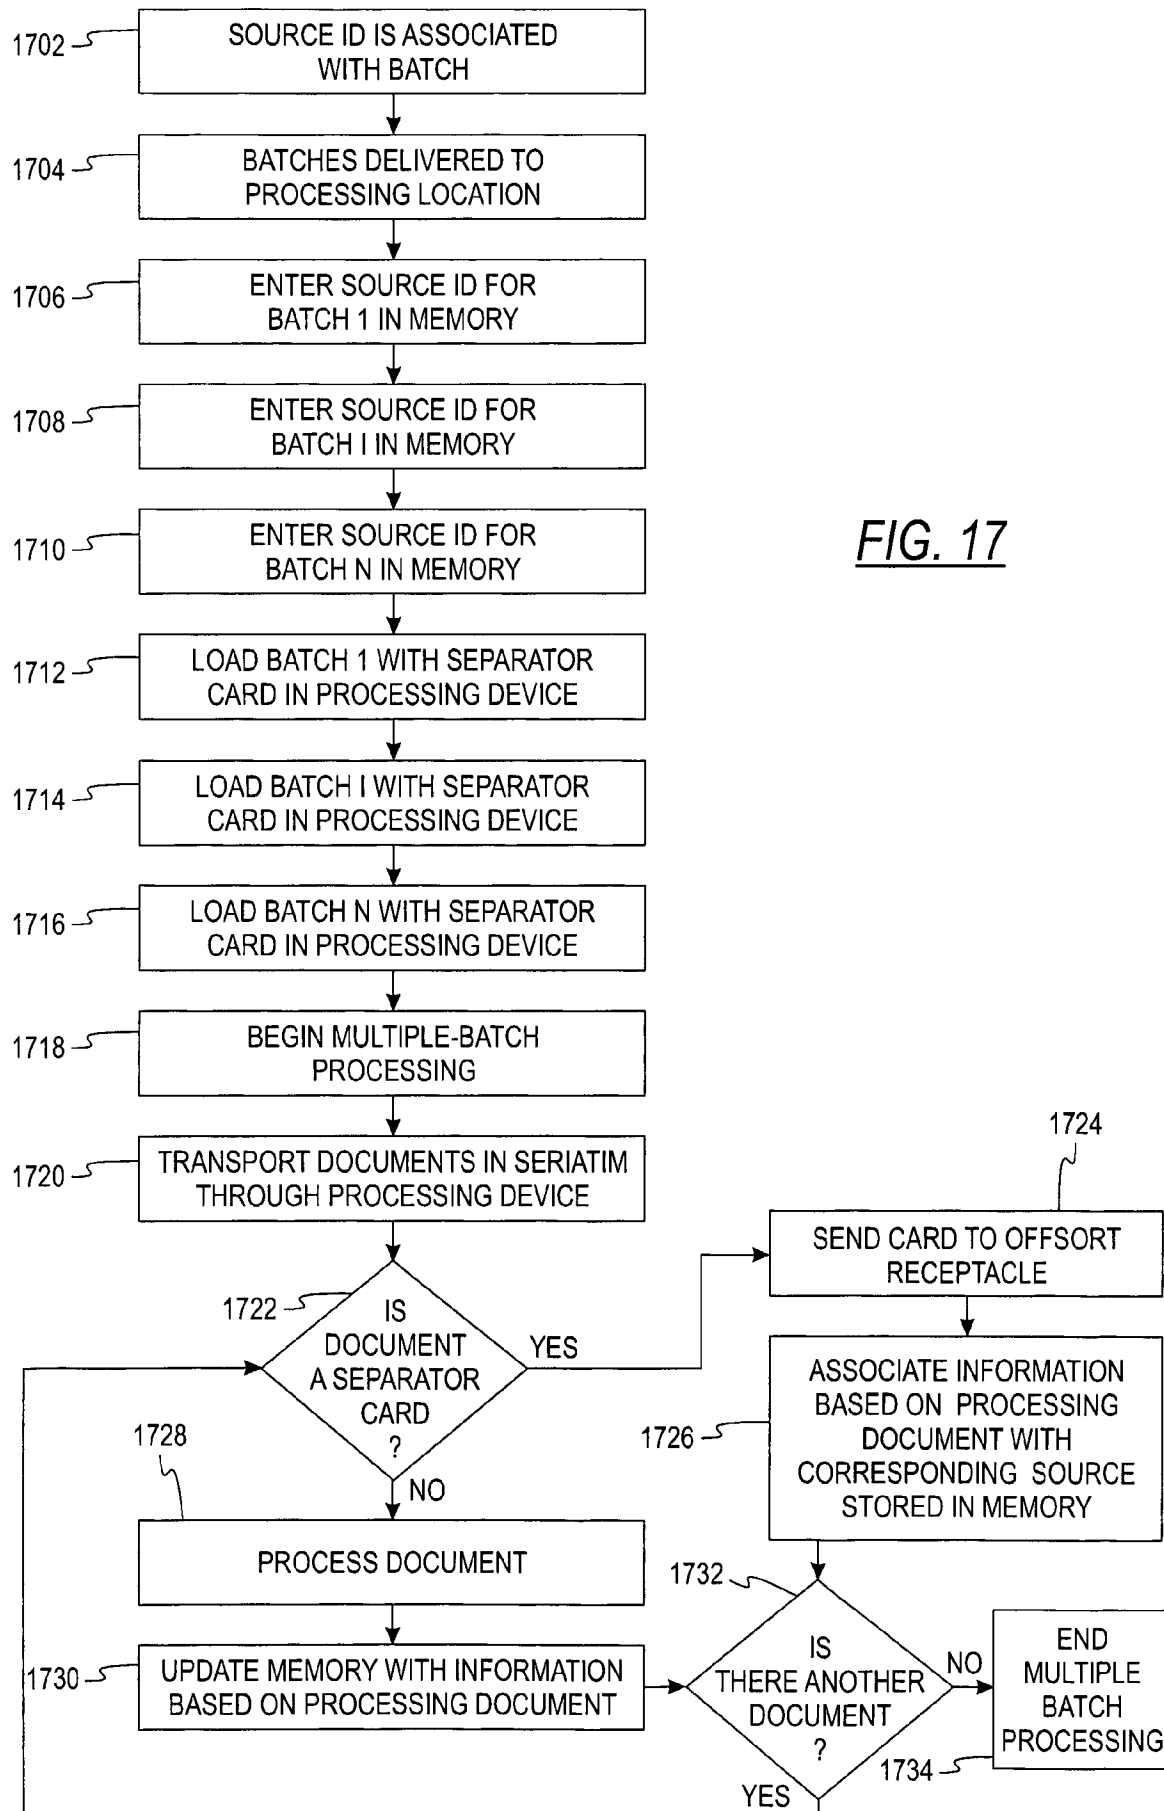 1702
SOURCE ID IS ASSOCIATED
WITH BATCH
1704
BATCHES DELIVERED TO
PROCESSING LOCATION
1706
ENTER SOURCE ID FOR
BATCH 1 IN MEMORY
1708
ENTER SOURCE ID FOR
BATCH I IN MEMORY
1710
ENTER SOURCE ID FOR
BATCH N IN MEMORY
FIG. 17
1712
LOAD BATCH 1 WITH SEPARATOR
CARD IN PROCESSING DEVICE
1714
LOAD BATCH I WITH SEPARATOR
CARD IN PROCESSING DEVICE
1716
LOAD BATCH N WITH SEPARATOR
CARD IN PROCESSING DEVICE
1718
BEGIN MULTIPLE-BATCH
PROCESSING
1720
TRANSPORT DOCUMENTS IN SERIATIM
THROUGH PROCESSING DEVICE
1722
IS
DOCUMENT
A SEPARATOR
CARD
?
YES
NO
1724
SEND CARD TO OFFSORT
RECEPTACLE
1726
ASSOCIATE INFORMATION
BASED ON PROCESSING
DOCUMENT WITH
CORRESPONDING SOURCE
STORED IN MEMORY
1728
PROCESS DOCUMENT
1730
UPDATE MEMORY WITH INFORMATION
BASED ON PROCESSING DOCUMENT
1732
IS
THERE ANOTHER
DOCUMENT
?
NO
YES
END
MULTIPLE
BATCH
PROCESSING
1734